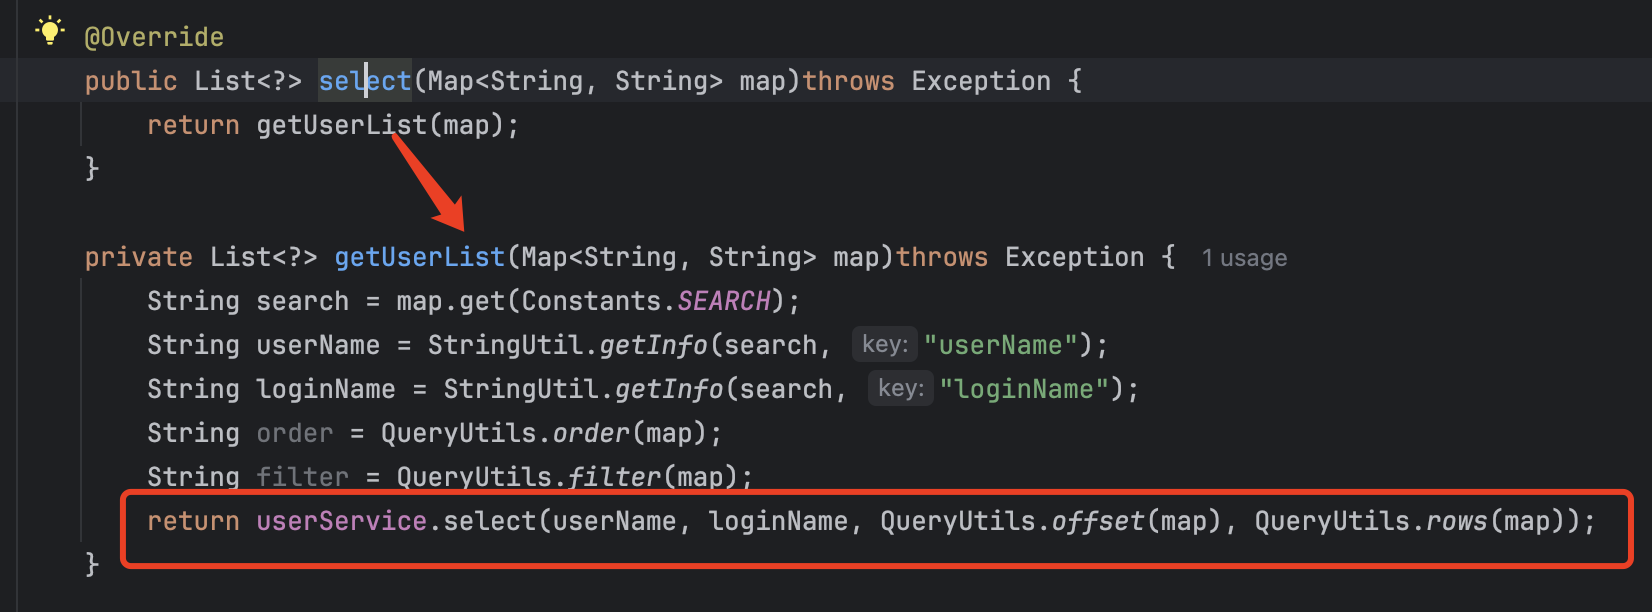 @Override
public List<?> select(Map<String, String> map)throws Exception {
    return getUserList(map);
}
private List<?> getUserList(Map<String, String> map)throws Exception {  1 usage
    String search = map.get(Constants.SEARCH);
    String userName = StringUtil.getInfo(search, key: "userName");
    String loginName = StringUtil.getInfo(search, key: "loginName");
    String order = QueryUtils.order(map);
    String filter = QueryUtils.filter(map);
    return userService.select(userName, loginName, QueryUtils.offset(map), QueryUtils.rows(map));
}